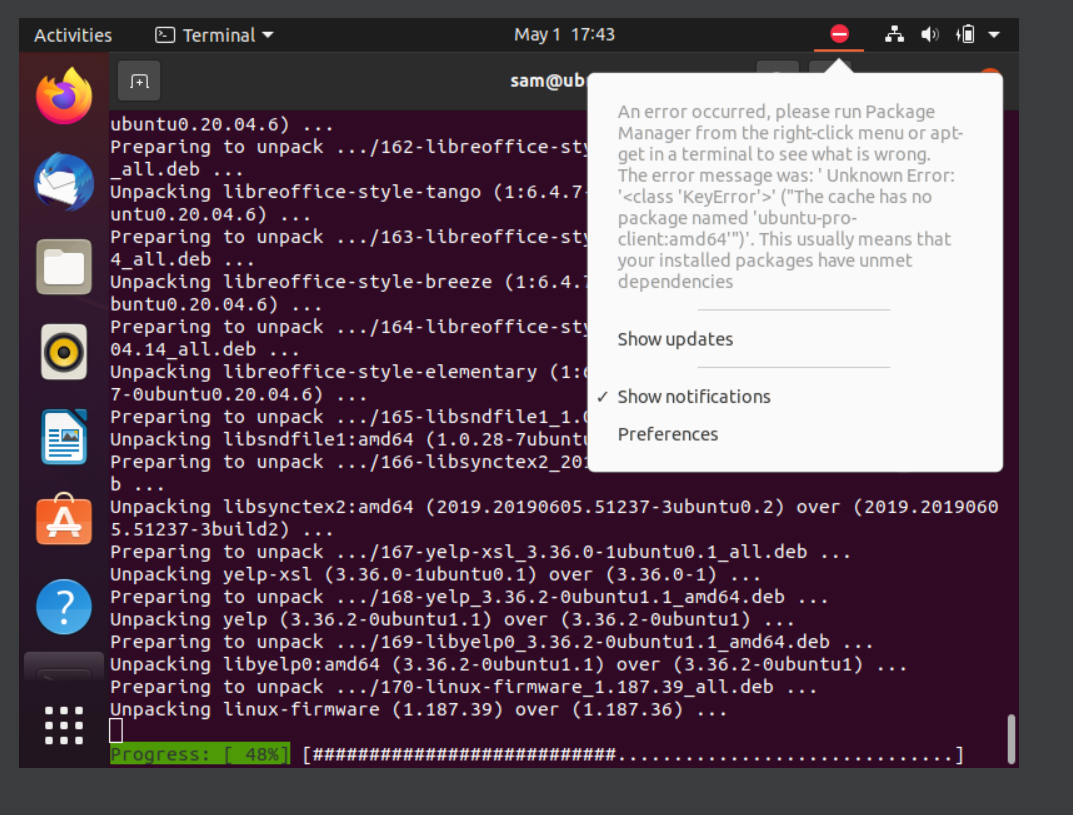 Activities
Terminal
May 1 17:43
sam@ub
ubuntu0.20.04.6) ...
Preparing to unpack .../162-libreoffice-sty
_all.deb ...
Unpacking libreoffice-style-tango (1:6.4.7-
untu0.20.04.6) ...
Preparing to unpack .../163-libreoffice-sty
4_all.deb ...
Unpacking libreoffice-style-breeze (1:6.4.7
buntu0.20.04.6) ...
Preparing to unpack .../164-libreoffice-sty
04.14_all.deb ...
Unpacking libreoffice-style-elementary (1:6
7-0ubuntu0.20.04.6) ...
Preparing to unpack .../165-libsndfile1_1.0
Unpacking libsndfile1:amd64 (1.0.28-7ubuntu
Preparing to unpack .../166-libsynctex2_201
b ...
Unpacking libsynctex2:amd64 (2019.20190605.51237-3ubuntu0.2) over (2019.2019060
5.51237-3build2) ...
Preparing to unpack .../167-yelp-xsl_3.36.0-1ubuntu0.1_all.deb ...
Unpacking yelp-xsl (3.36.0-1ubuntu0.1) over (3.36.0-1) ...
Preparing to unpack .../168-yelp_3.36.2-0ubuntu1.1_amd64.deb ...
Unpacking yelp (3.36.2-0ubuntu1.1) over (3.36.2-0ubuntu1) ...
Preparing to unpack .../169-libyelp0_3.36.2-0ubuntu1.1_amd64.deb ...
Unpacking libyelp0:amd64 (3.36.2-0ubuntu1.1) over (3.36.2-0ubuntu1) ...
Preparing to unpack .../170-linux-firmware_1.187.39_all.deb ...
Unpacking linux-firmware (1.187.39) over (1.187.36) ...
Progress: [ 48%] [###########################..............................]
An error occurred, please run Package
Manager from the right-click menu or apt-
get in a terminal to see what is wrong.
The error message was: ' Unknown Error:
'<class 'KeyError'>' ("The cache has no
package named 'ubuntu-pro-
client:amd64'")'. This usually means that
your installed packages have unmet
dependencies
Show updates
✓ Show notifications
Preferences